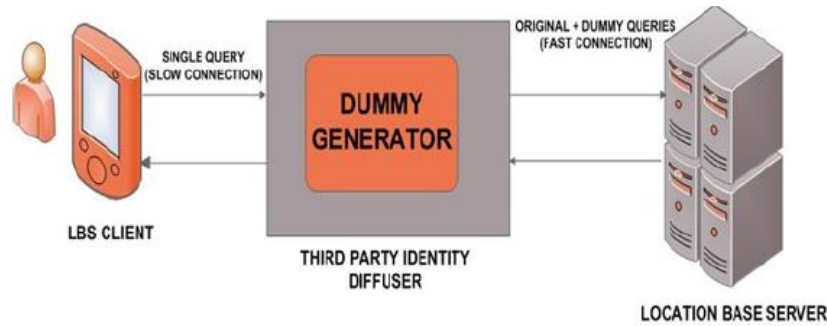 SINGLE QUERY
(SLOW CONNECTION)
ORIGINAL + DUMMY QUERIES
(FAST CONNECTION)
DUMMY
GENERATOR
LBS CLIENT
THIRD PARTY IDENTITY
DIFFUSER
LOCATION BASE SERVER